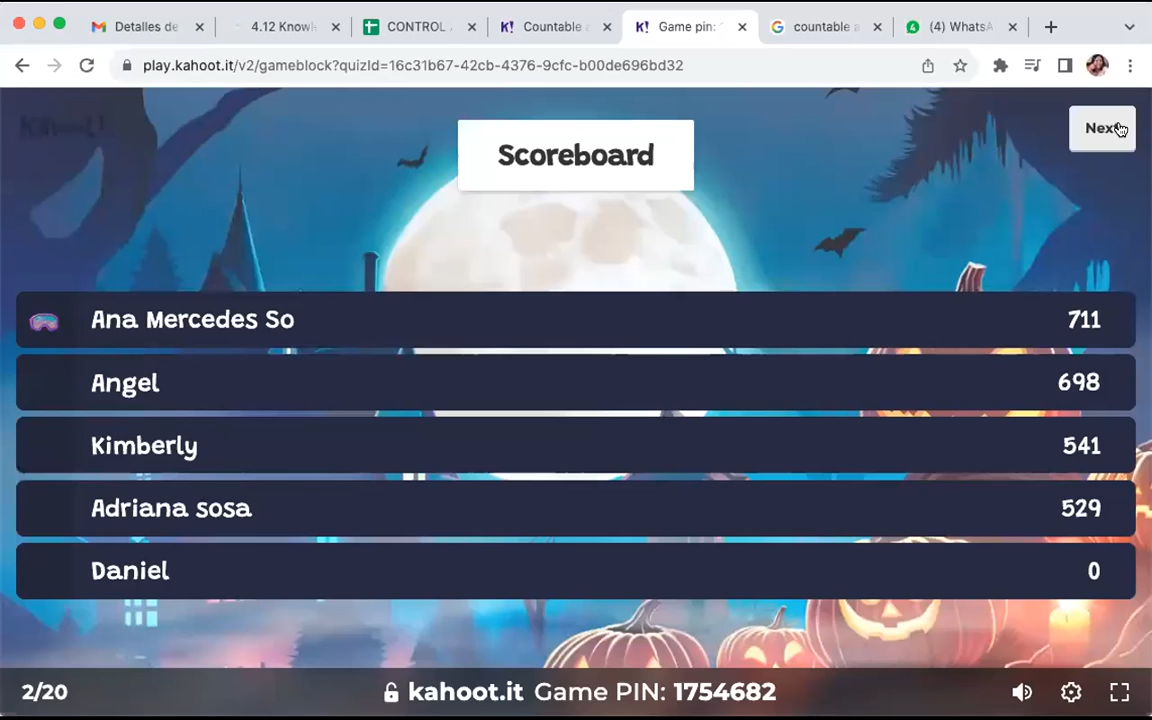 Detalles de
4.12 Knowl
CONTROL
Countable a
Game pin:
countable a
(4) WhatsA
play.kahoot.it/v2/gameblock?quizId=16c31b67-42cb-4376-9cfc-b00de696bd32
Kahoot!
Next
Scoreboard
Ana Mercedes So 711
Angel 698
Kimberly 541
Adriana sosa 529
Daniel 0
2/20
kahoot.it Game PIN: 1754682